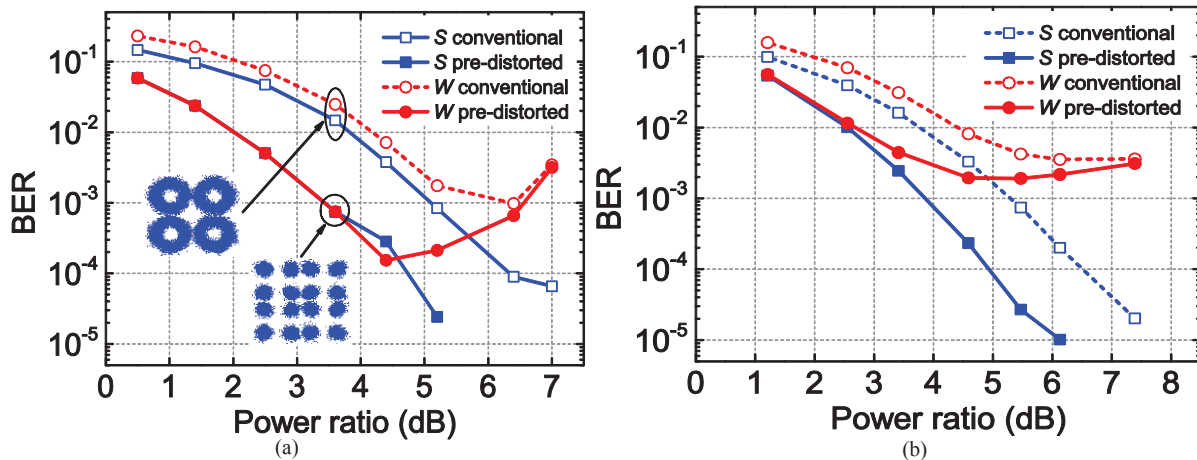 S conventional
S pre-distorted
W conventional
W pre-distorted
BER
10⁻¹
10⁻²
10⁻³
10⁻⁴
10⁻⁵
0 1 2 3 4 5 6 7
Power ratio (dB)
(a)
S conventional
S pre-distorted
W conventional
W pre-distorted
BER
10⁻¹
10⁻²
10⁻³
10⁻⁴
10⁻⁵
0 1 2 3 4 5 6 7 8
Power ratio (dB)
(b)